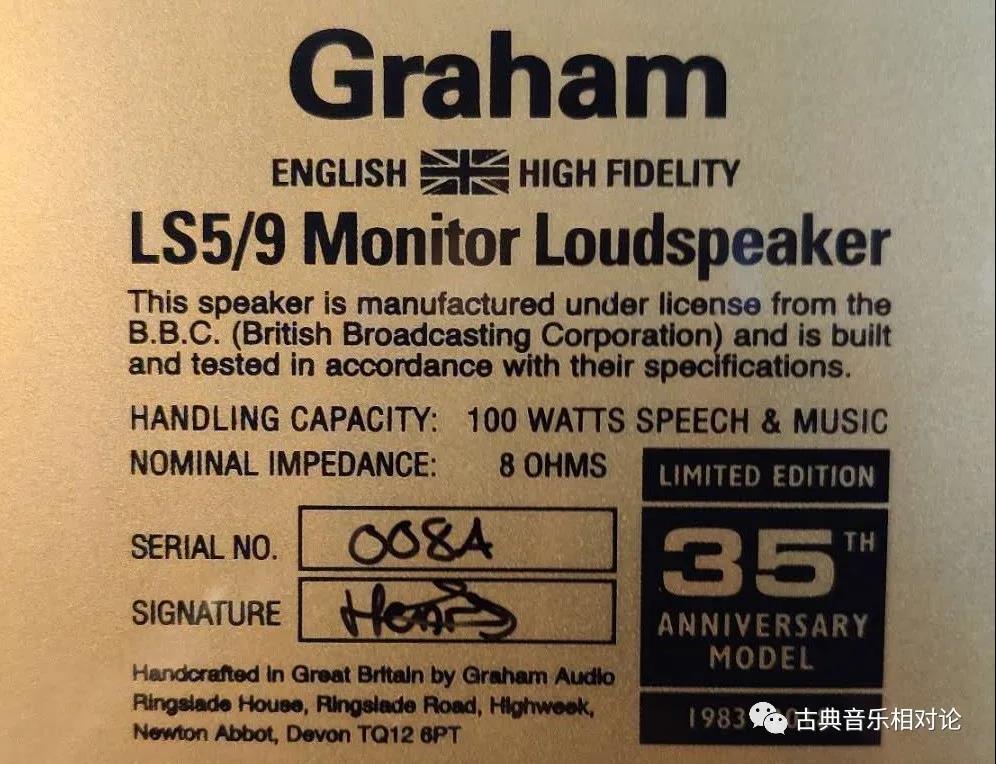 Graham
ENGLISH HIGH FIDELITY
LS5/9 Monitor Loudspeaker
This speaker is manufactured under license from the
B.B.C. (British Broadcasting Corporation) and is built
and tested in accordance with their specifications.
HANDLING CAPACITY: 100 WATTS SPEECH & MUSIC
NOMINAL IMPEDANCE: 8 OHMS
LIMITED EDITION
35TH
ANNIVERSARY
MODEL
1983
SERIAL NO. 008A
SIGNATURE
Handcrafted In Great Britain by Graham Audio
Ringslade House, Ringslade Road, Highweek,
Newton Abbot, Devon TQ12 6PT
古典音乐相对论